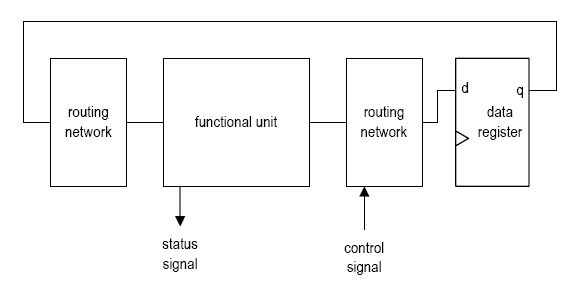 routing
network
functional unit
routing
network
d
q
data
register
status
signal
control
signal